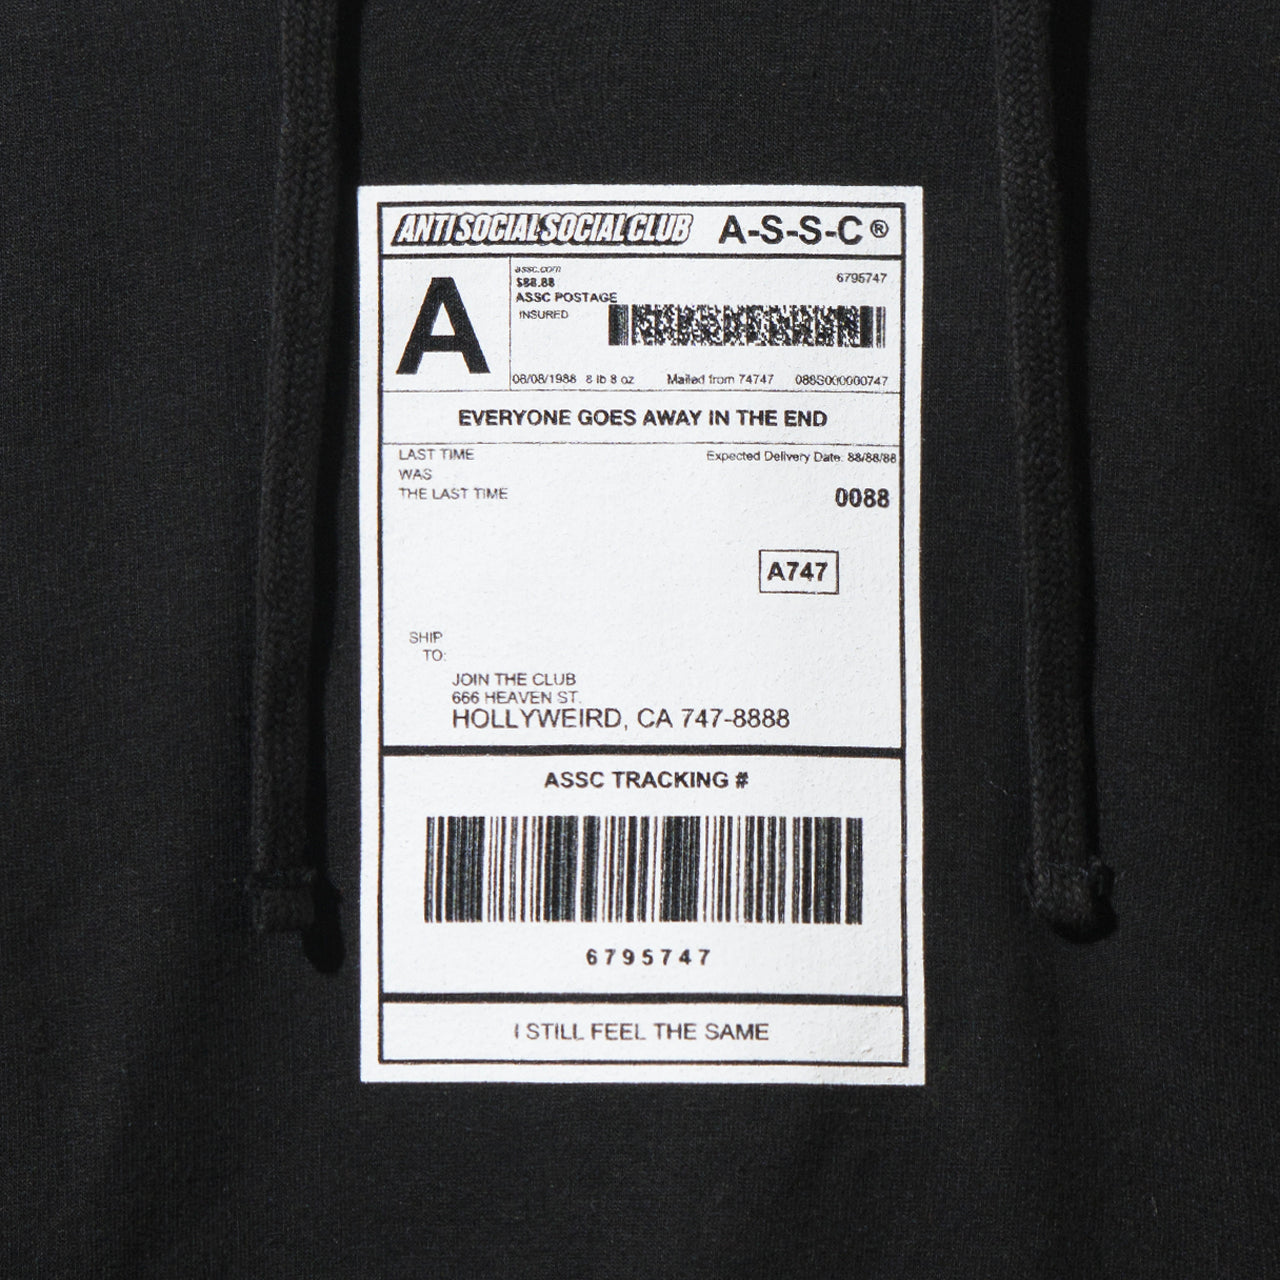 ANTI SOCIAL SOCIAL CLUB A-S-S-C®
A
assc.com
$88.88
ASSC POSTAGE
INSURED
6795747
08/08/1988 8 lb 8 oz Mailed from 74747 088S0000000747
EVERYONE GOES AWAY IN THE END
LAST TIME
WAS
THE LAST TIME
Expected Delivery Date: 88/88/88
0088
A747
SHIP
TO:
JOIN THE CLUB
666 HEAVEN ST.
HOLLYWEIRD, CA 747-8888
ASSC TRACKING #
6795747
I STILL FEEL THE SAME